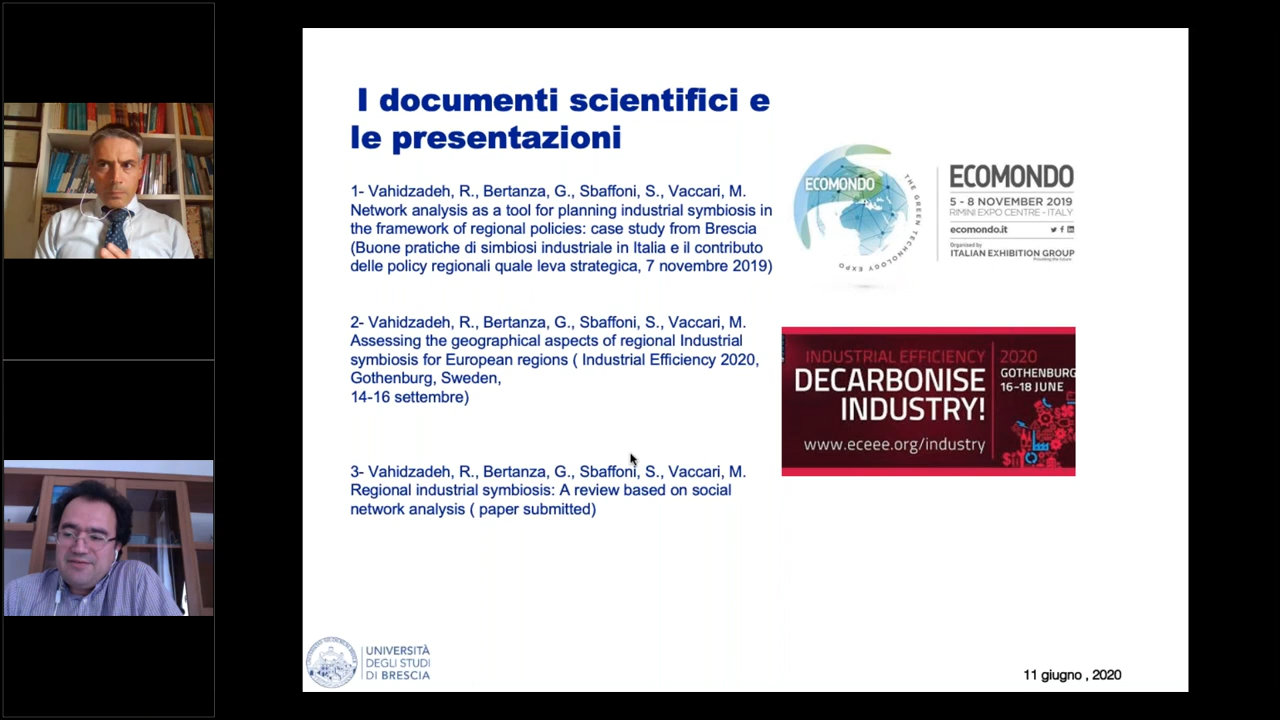 I documenti scientifici e
le presentazioni
1- Vahidzadeh, R., Bertanza, G., Sbaffoni, S., Vaccari, M.
Network analysis as a tool for planning industrial symbiosis in
the framework of regional policies: case study from Brescia
(Buone pratiche di simbiosi industriale in Italia e il contributo
delle policy regionali quale leva strategica, 7 novembre 2019)
2- Vahidzadeh, R., Bertanza, G., Sbaffoni, S., Vaccari, M.
Assessing the geographical aspects of regional Industrial
symbiosis for European regions ( Industrial Efficiency 2020,
Gothenburg, Sweden,
14-16 settembre)
3- Vahidzadeh, R., Bertanza, G., Sbaffoni, S., Vaccari, M.
Regional industrial symbiosis: A review based on social
network analysis ( paper submitted)
ECOMONDO
THE GREEN TECHNOLOGY EXPO
ECOMONDO
5 - 8 NOVEMBER 2019
RIMINI EXPO CENTRE - ITALY
ecomondo.it
Organised by
ITALIAN EXHIBITION GROUP
Providing the future
INDUSTRIAL EFFICIENCY 2020
DECARBONISE
INDUSTRY!
GOTHENBURG
16-18 JUNE
www.eceee.org/industry
UNIVERSITÀ
DEGLI STUDI
DI BRESCIA
11 giugno , 2020